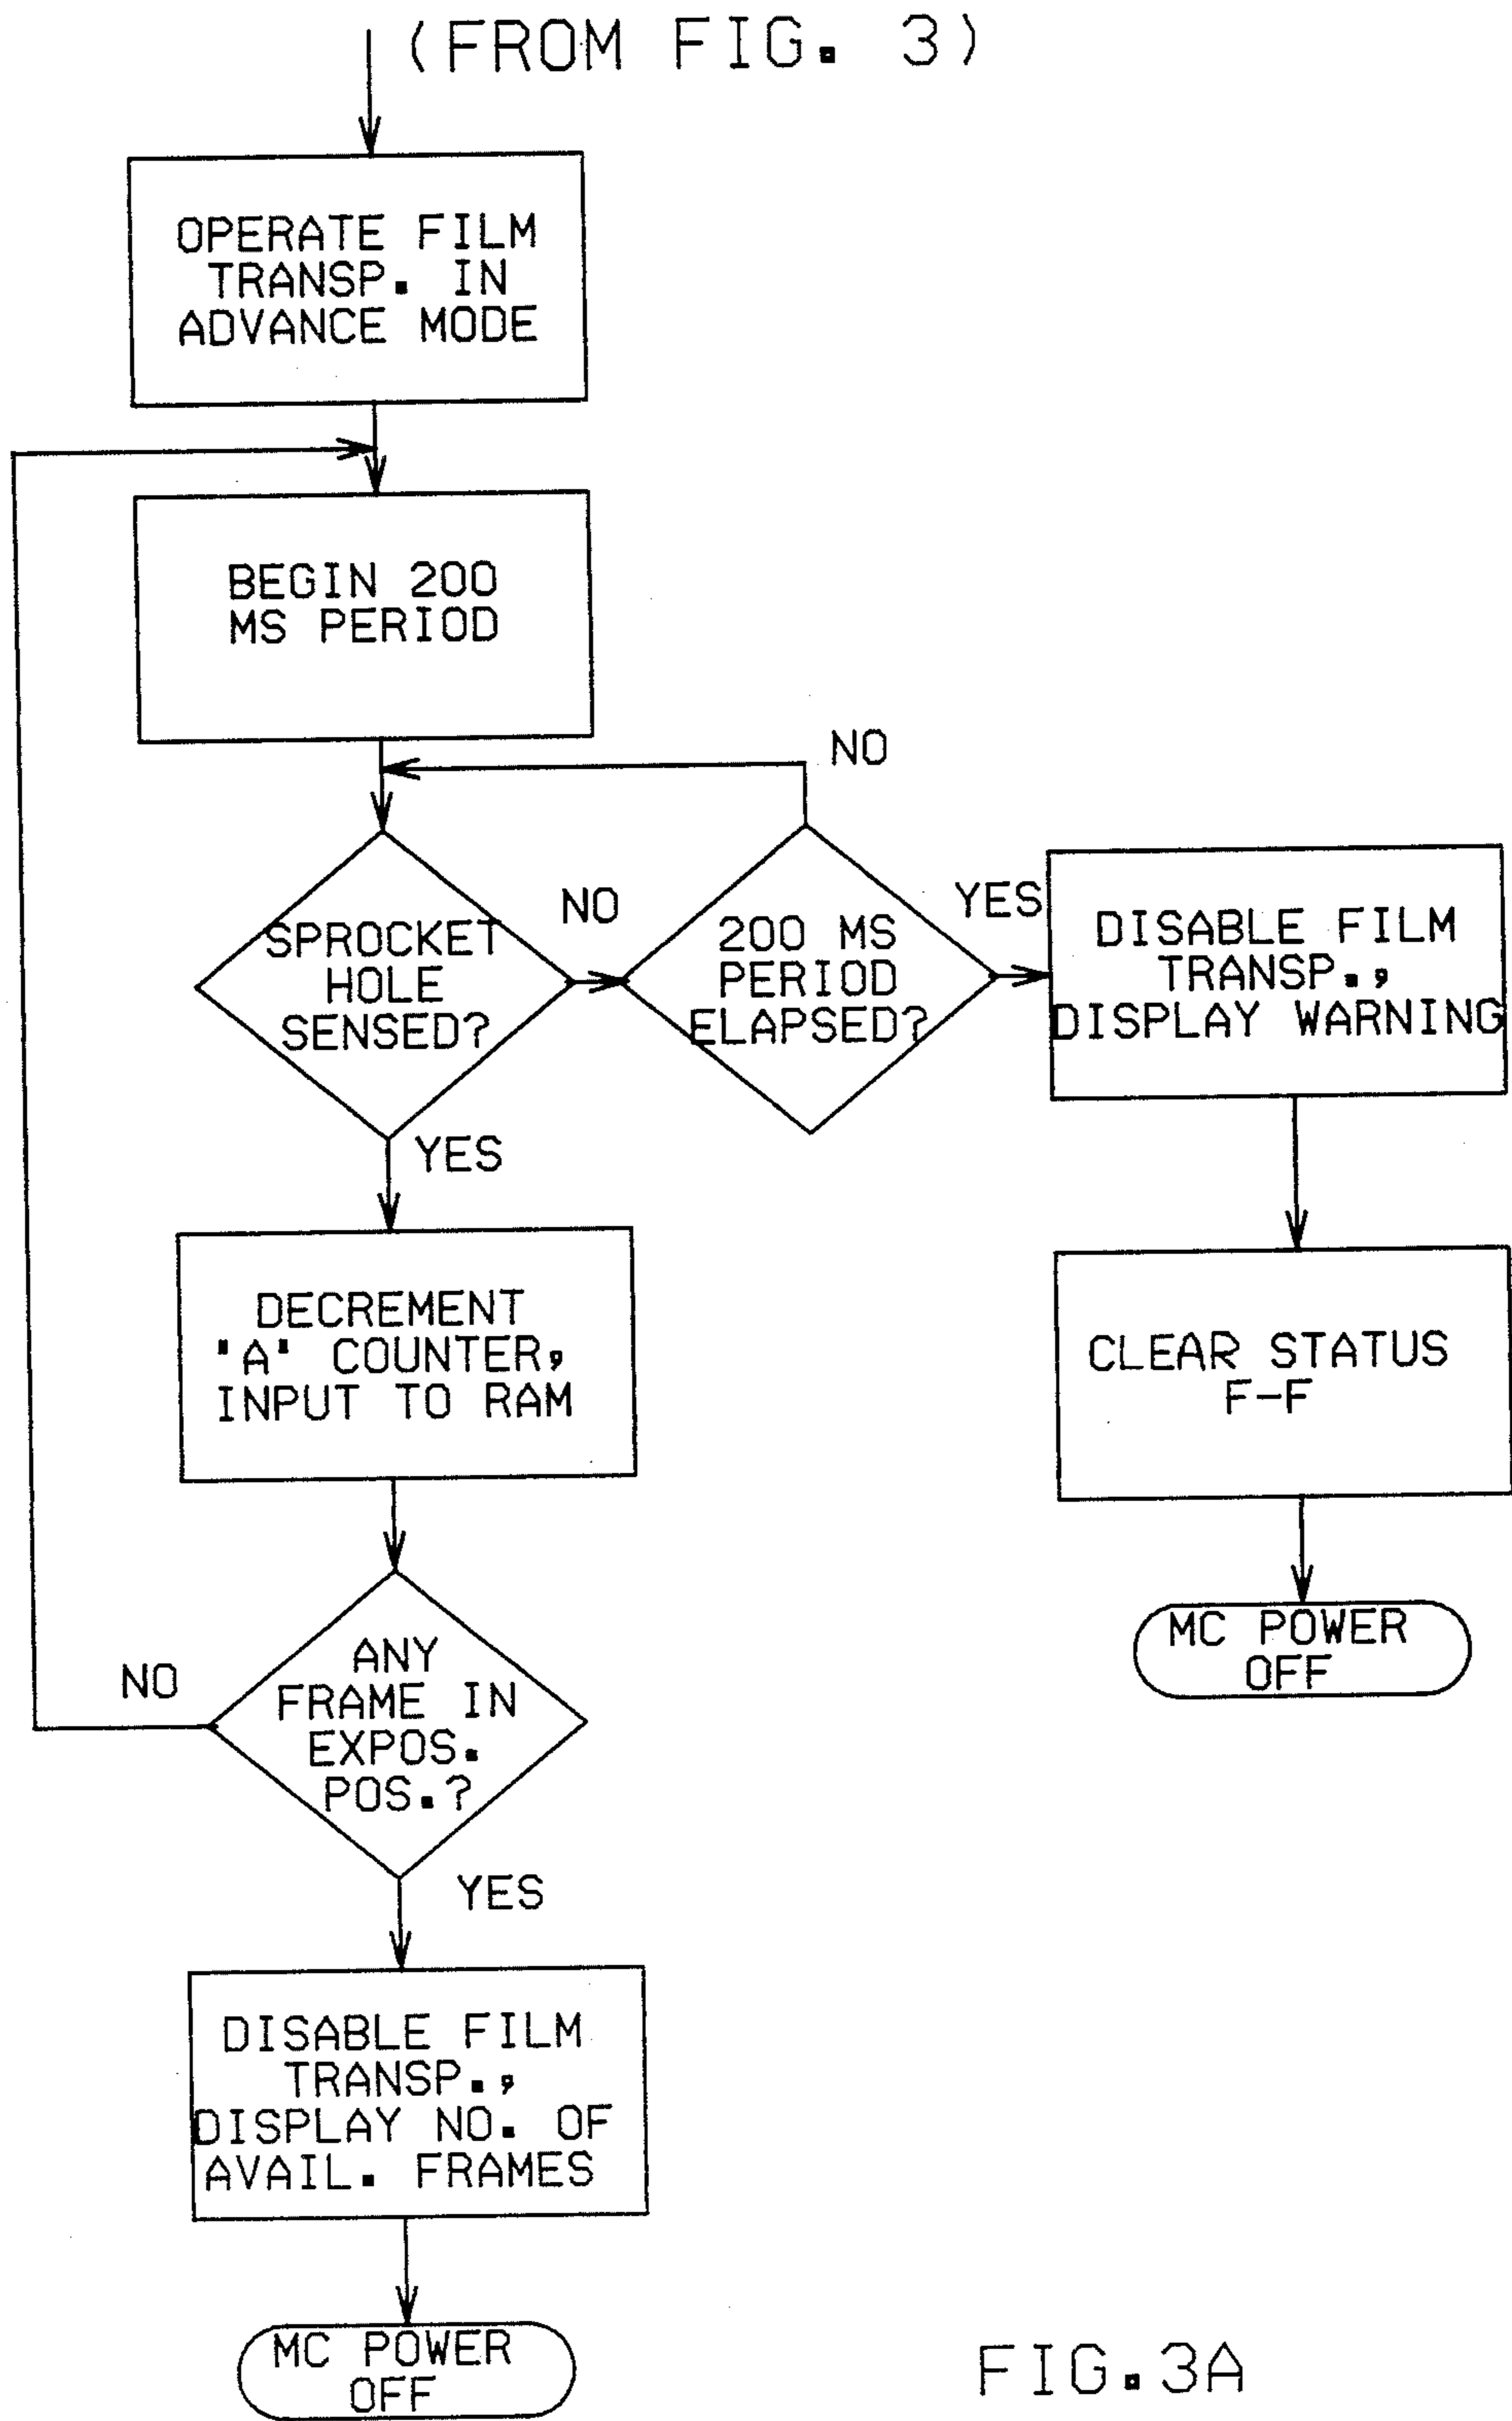 (FROM FIG. 3)
OPERATE FILM
TRANSP. IN
ADVANCE MODE
BEGIN 200
MS PERIOD
NO
SPROCKET
HOLE
SENSED?
NO
200 MS
PERIOD
ELAPSED?
YES
DISABLE FILM
TRANSP.,
DISPLAY WARNING
YES
DECREMENT
"A" COUNTER,
INPUT TO RAM
CLEAR STATUS
F-F
MC POWER
OFF
ANY
FRAME IN
EXPOS.
POS.?
NO
YES
DISABLE FILM
TRANSP.,
DISPLAY NO. OF
AVAIL. FRAMES
MC POWER
OFF
FIG.3A